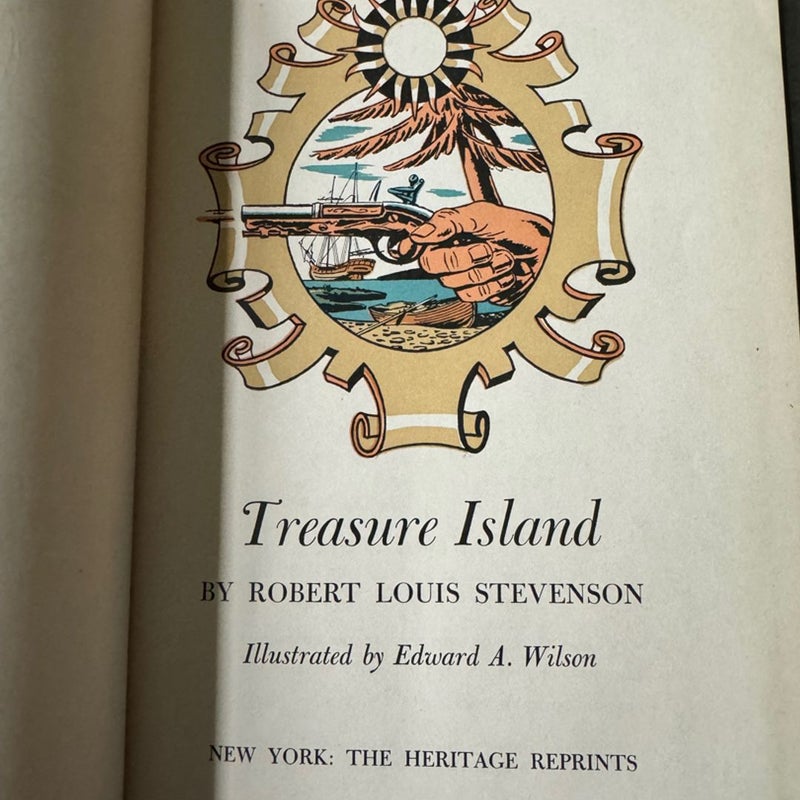 Treasure Island
BY ROBERT LOUIS STEVENSON
Illustrated by Edward A. Wilson
NEW YORK: THE HERITAGE REPRINTS